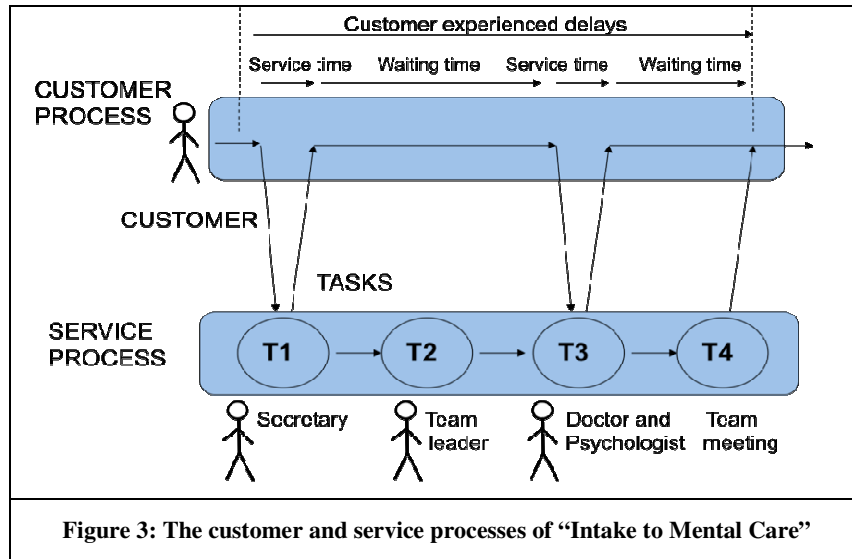 Customer experienced delays
Service time Waiting time Service time Waiting time
CUSTOMER
PROCESS
CUSTOMER
TASKS
SERVICE
PROCESS
T1 T2 T3 T4
Secretary
Team
leader
Doctor and
Psychologist
Team
meeting
Figure 3: The customer and service processes of “Intake to Mental Care”